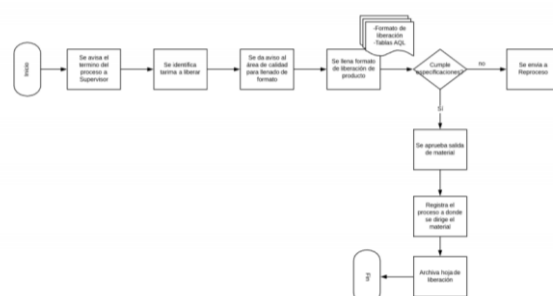 -Formato de
liberación
-Tablas AQL
Inicio
Se avisa el
termino del
proceso a
Supervisor
Se identifica
tarima a liberar
Se da aviso al
área de calidad
para llenado de
formato
Se llena formato
de liberación de
producto
Cumple
especificaciones?
no
Se envia a
Reproceso
Si
Se aprueba salida
de material
Registra el
proceso a donde
se dirige el
material
Archiva hoja de
liberación
Fin